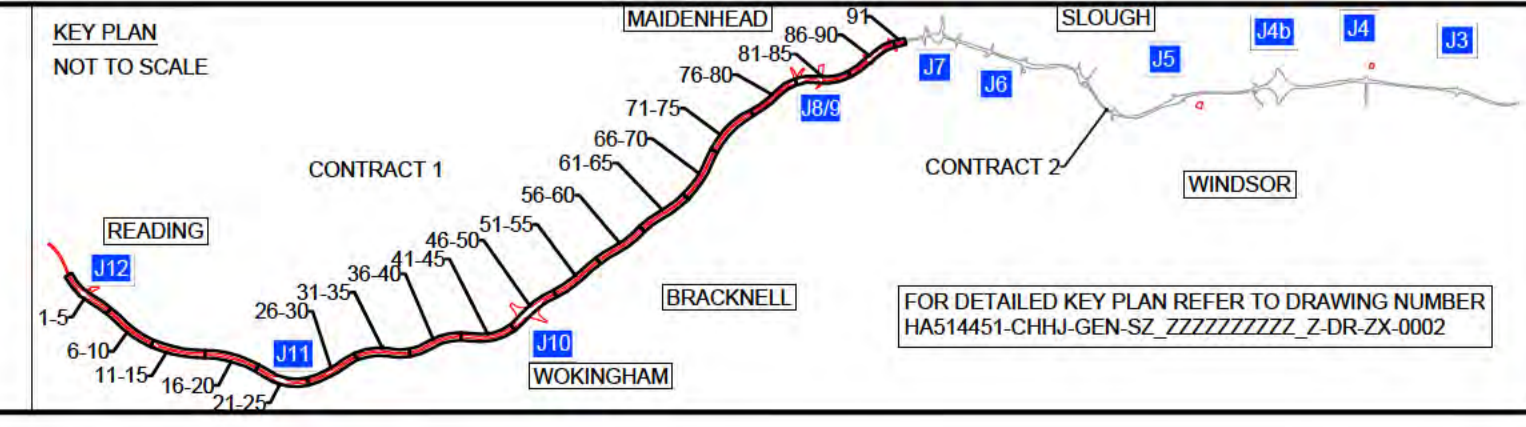 KEY PLAN
NOT TO SCALE
MAIDENHEAD
91
SLOUGH
86-90
81-85
76-80
J8/9
J7
J6
J5
J4b
J4
J3
71-75
66-70
61-65
56-60
51-55
46-50
41-45
36-40
31-35
26-30
CONTRACT 1
CONTRACT 2
WINDSOR
READING
J12
1-5
6-10
11-15
16-20
21-25
J11
J10
WOKINGHAM
BRACKNELL
FOR DETAILED KEY PLAN REFER TO DRAWING NUMBER
HA514451-CHHJ-GEN-SZ_ZZZZZZZZZZ_Z-DR-ZX-0002